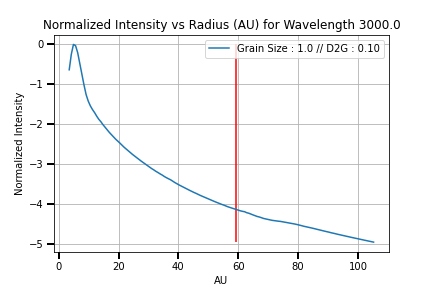 Normalized Intensity vs Radius (AU) for Wavelength 3000.0
Grain Size : 1.0 // D2G : 0.10
Normalized Intensity
0
−1
−2
−3
−4
−5
0 20 40 60 80 100
AU